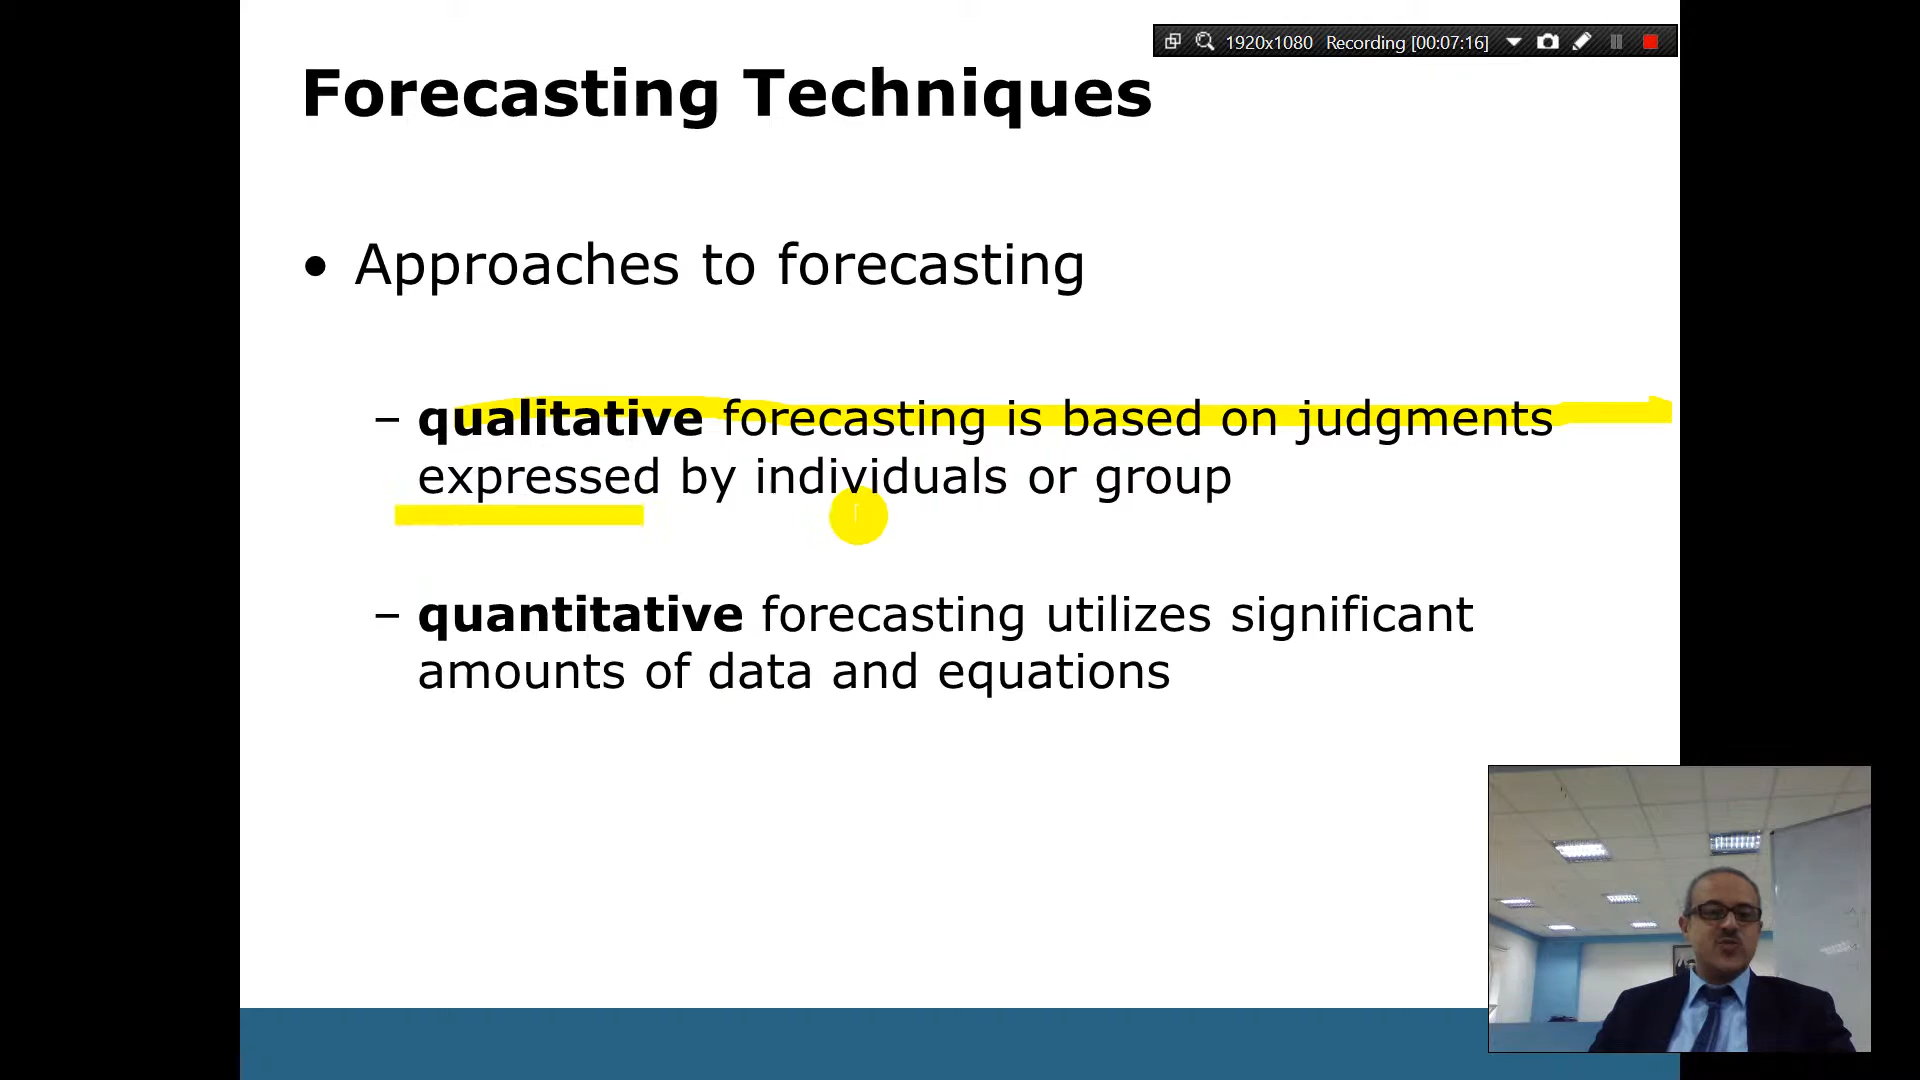 1920x1080 Recording [00:07:16]
Forecasting Techniques
• Approaches to forecasting
– qualitative forecasting is based on judgments
expressed by individuals or group
– quantitative forecasting utilizes significant
amounts of data and equations